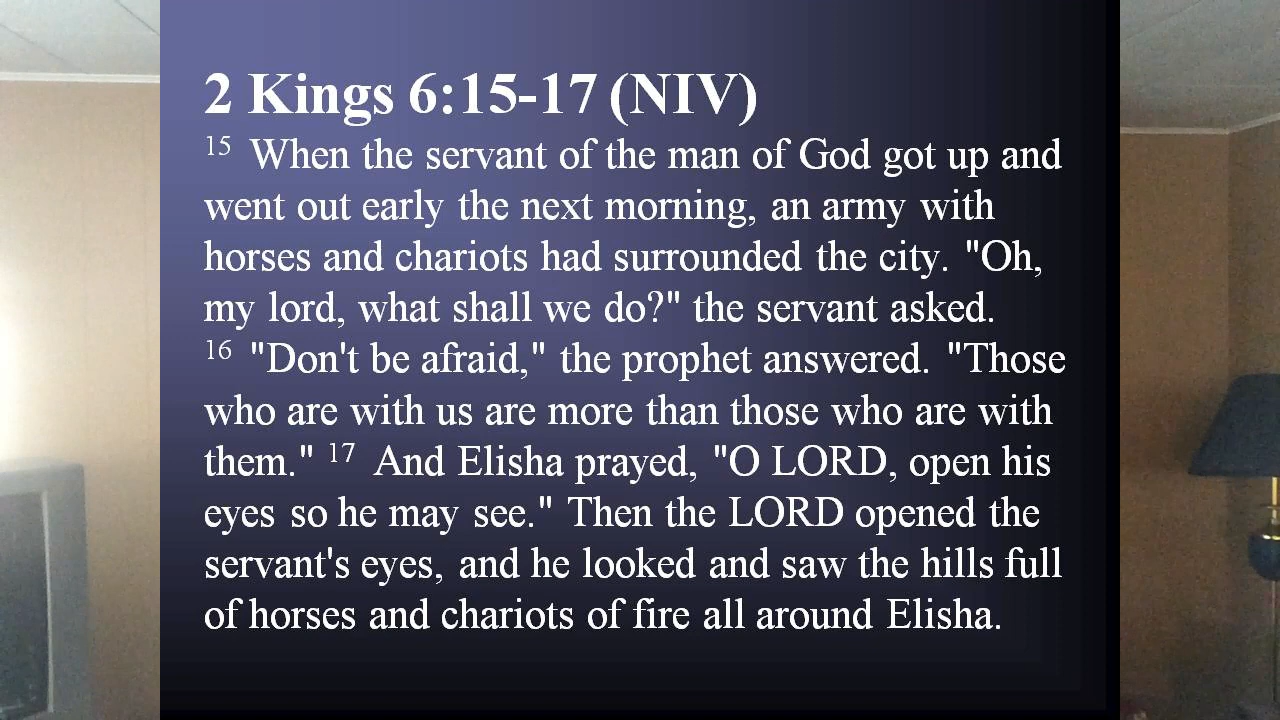 2 Kings 6:15-17 (NIV)
15 When the servant of the man of God got up and
went out early the next morning, an army with
horses and chariots had surrounded the city. "Oh,
my lord, what shall we do?" the servant asked.
16 "Don't be afraid," the prophet answered. "Those
who are with us are more than those who are with
them." 17 And Elisha prayed, "O LORD, open his
eyes so he may see." Then the LORD opened the
servant's eyes, and he looked and saw the hills full
of horses and chariots of fire all around Elisha.